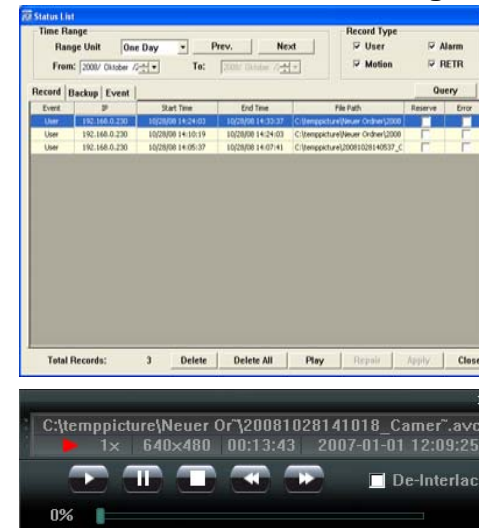 Status List
Time Range Record Type
Range Unit One Day Prev. Next User Alarm
From: 2008/ Oktober To: 2008/ Oktober Motion RETR
Record Backup Event Query
Event IP Start Time End Time File Path Reserve Error
User 192.168.0.230 10/28/08 14:24:03 10/28/08 14:33:37 C:\temppicture\Neuer Ordner\2008
User 192.168.0.230 10/28/08 14:10:19 10/28/08 14:24:03 C:\temppicture\Neuer Ordner\2008
User 192.168.0.230 10/28/08 14:05:37 10/28/08 14:07:41 C:\temppicture\20081028140537_C
Total Records: 3 Delete Delete All Play Repair Apply Close
C:\temppicture\Neuer Or~\20081028141018_Camer~.avc
1x 640×480 00:13:43 2007-01-01 12:09:25
De-Interlac
0%